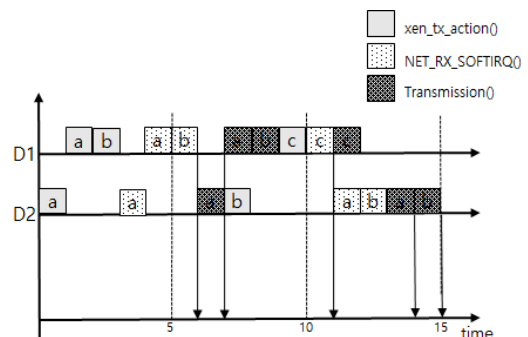 xen_tx_action()
NET_RX_SOFTIRQ()
Transmission()
D1 a b a b a b c c c
D2 a a a b a b a b
5 10 15
time